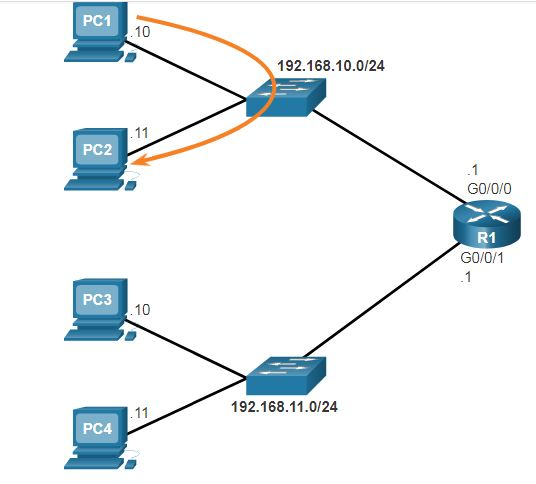 PC1
.10
192.168.10.0/24
.11
PC2
.1
G0/0/0
R1
G0/0/1
.1
PC3
.10
192.168.11.0/24
.11
PC4